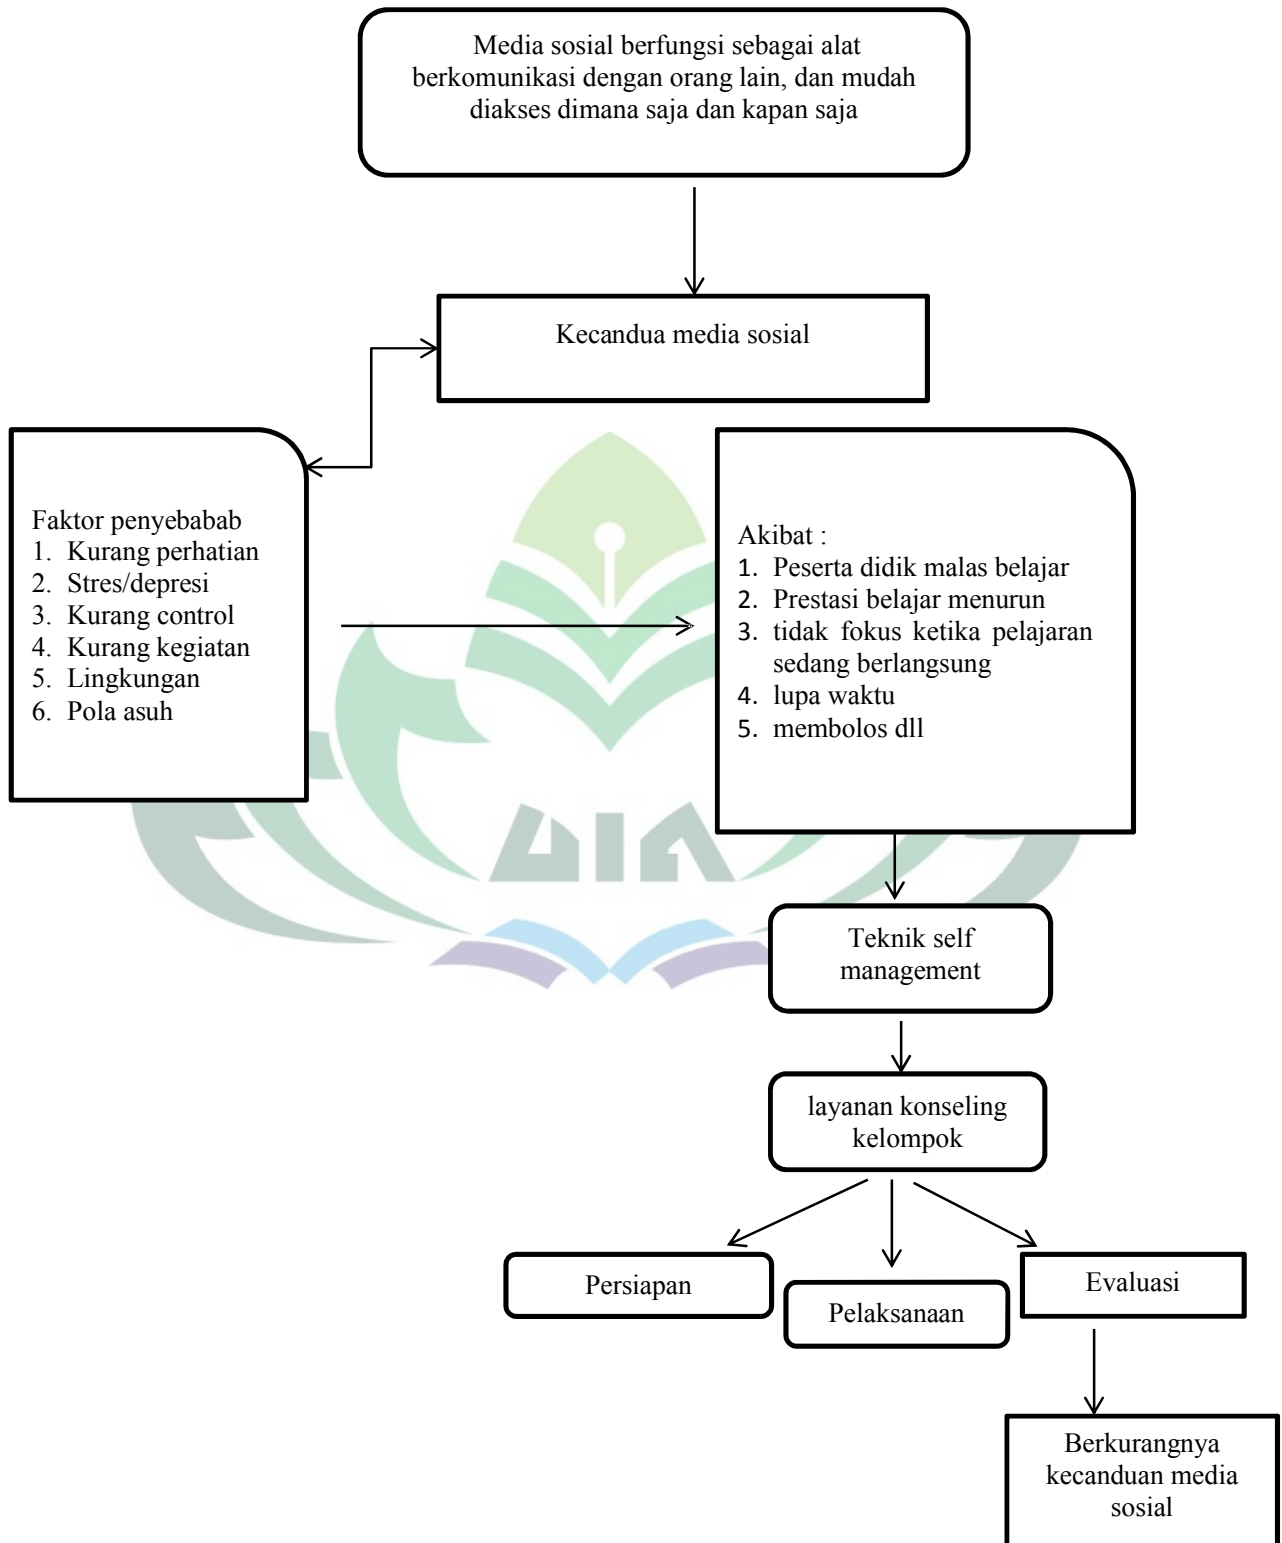 Media sosial berfungsi sebagai alat
berkomunikasi dengan orang lain, dan mudah
diakses dimana saja dan kapan saja
Kecandua media sosial
Faktor penyebabab
1. Kurang perhatian
2. Stres/depresi
3. Kurang control
4. Kurang kegiatan
5. Lingkungan
6. Pola asuh
Akibat :
1. Peserta didik malas belajar
2. Prestasi belajar menurun
3. tidak fokus ketika pelajaran
sedang berlangsung
4. lupa waktu
5. membolos dll
UIN
Teknik self
management
layanan konseling
kelompok
Persiapan
Pelaksanaan
Evaluasi
Berkurangnya
kecanduan media
sosial